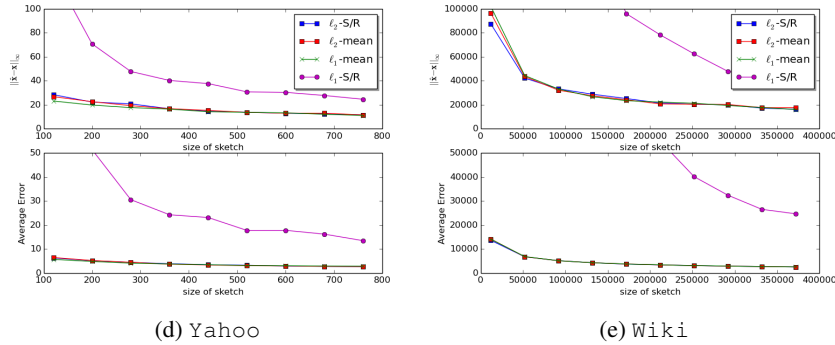 100
80
60
40
20
0
||x̂−x||∞
100 200 300 400 500 600 700 800
size of sketch
ℓ2-S/R
ℓ2-mean
ℓ1-mean
ℓ1-S/R
50
40
30
20
10
0
Average Error
100 200 300 400 500 600 700 800
size of sketch
(d) Yahoo
100000
80000
60000
40000
20000
0
||x̂−x||∞
0 50000 100000 150000 200000 250000 300000 350000 400000
size of sketch
ℓ2-S/R
ℓ2-mean
ℓ1-mean
ℓ1-S/R
50000
40000
30000
20000
10000
0
Average Error
0 50000 100000 150000 200000 250000 300000 350000 400000
size of sketch
(e) Wiki